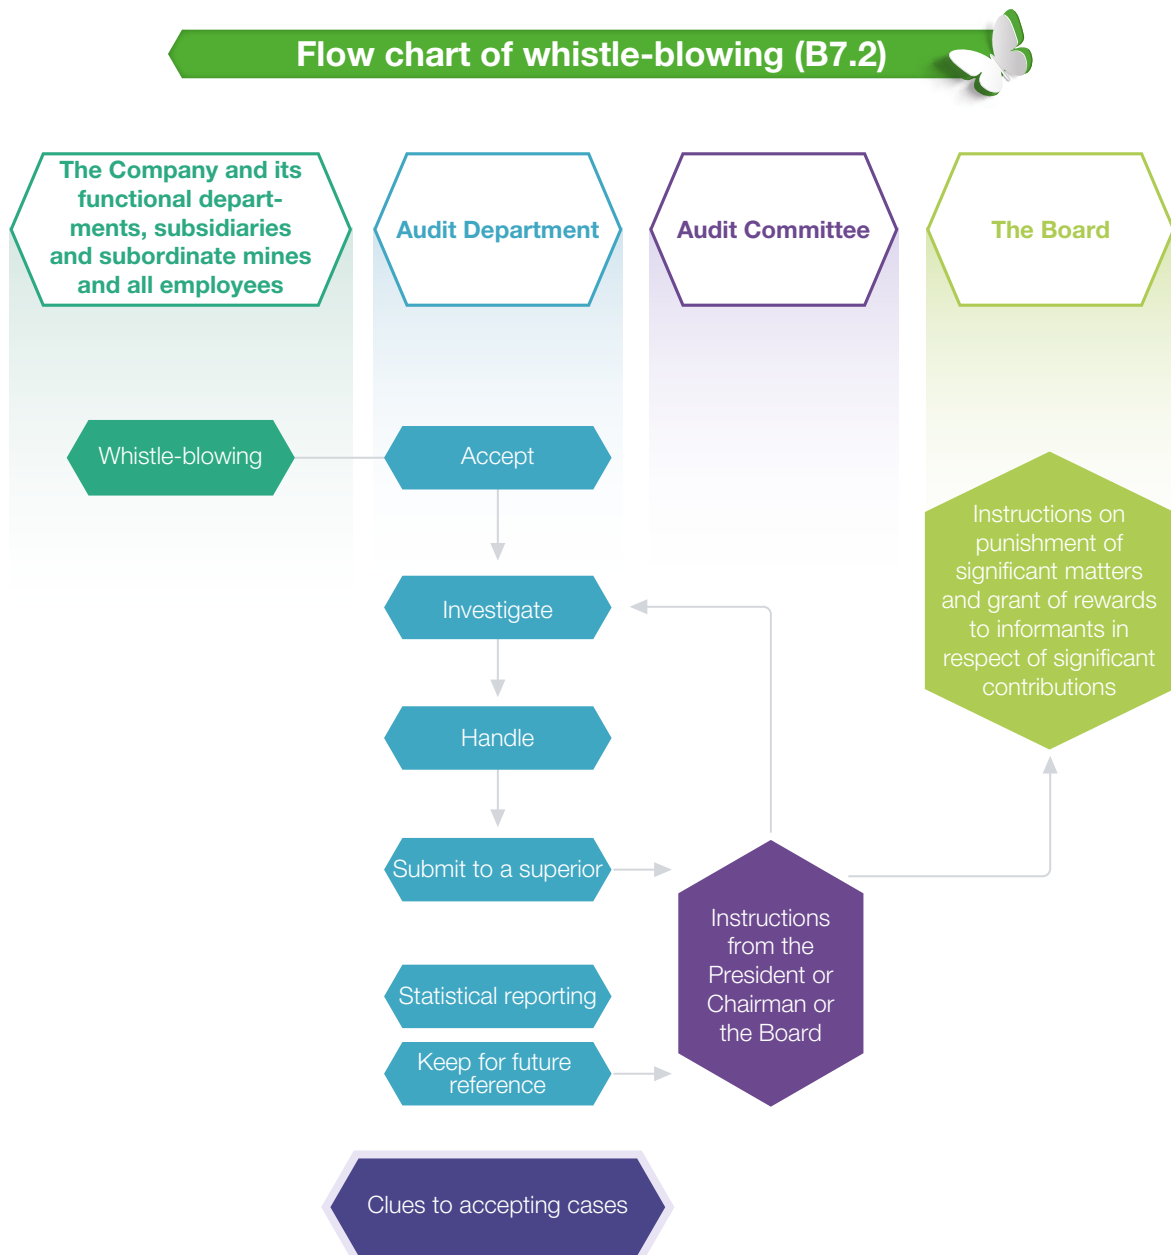 Flow chart of whistle-blowing (B7.2)
The Company and its
functional depart-
ments, subsidiaries
and subordinate mines
and all employees
Audit Department
Audit Committee
The Board
Whistle-blowing
Accept
Investigate
Handle
Submit to a superior
Statistical reporting
Keep for future
reference
Instructions
from the
President or
Chairman or
the Board
Instructions on
punishment of
significant matters
and grant of rewards
to informants in
respect of significant
contributions
Clues to accepting cases